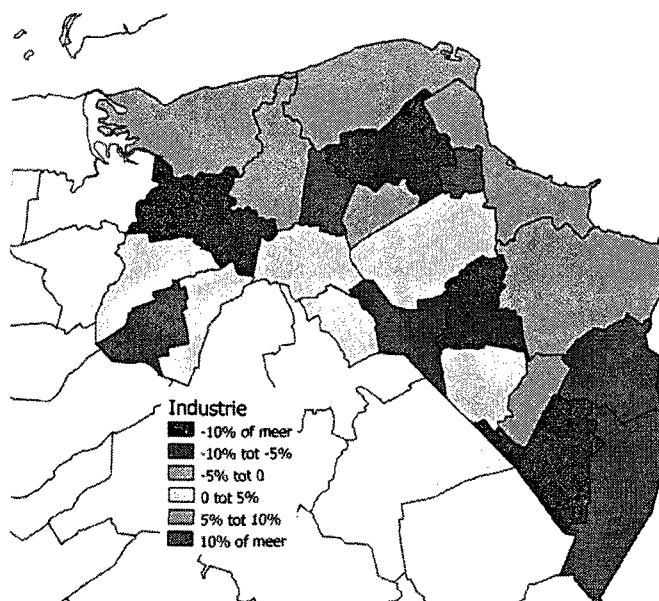 Industrie
-10% of meer
-10% tot -5%
-5% tot 0
0 tot 5%
5% tot 10%
10% of meer